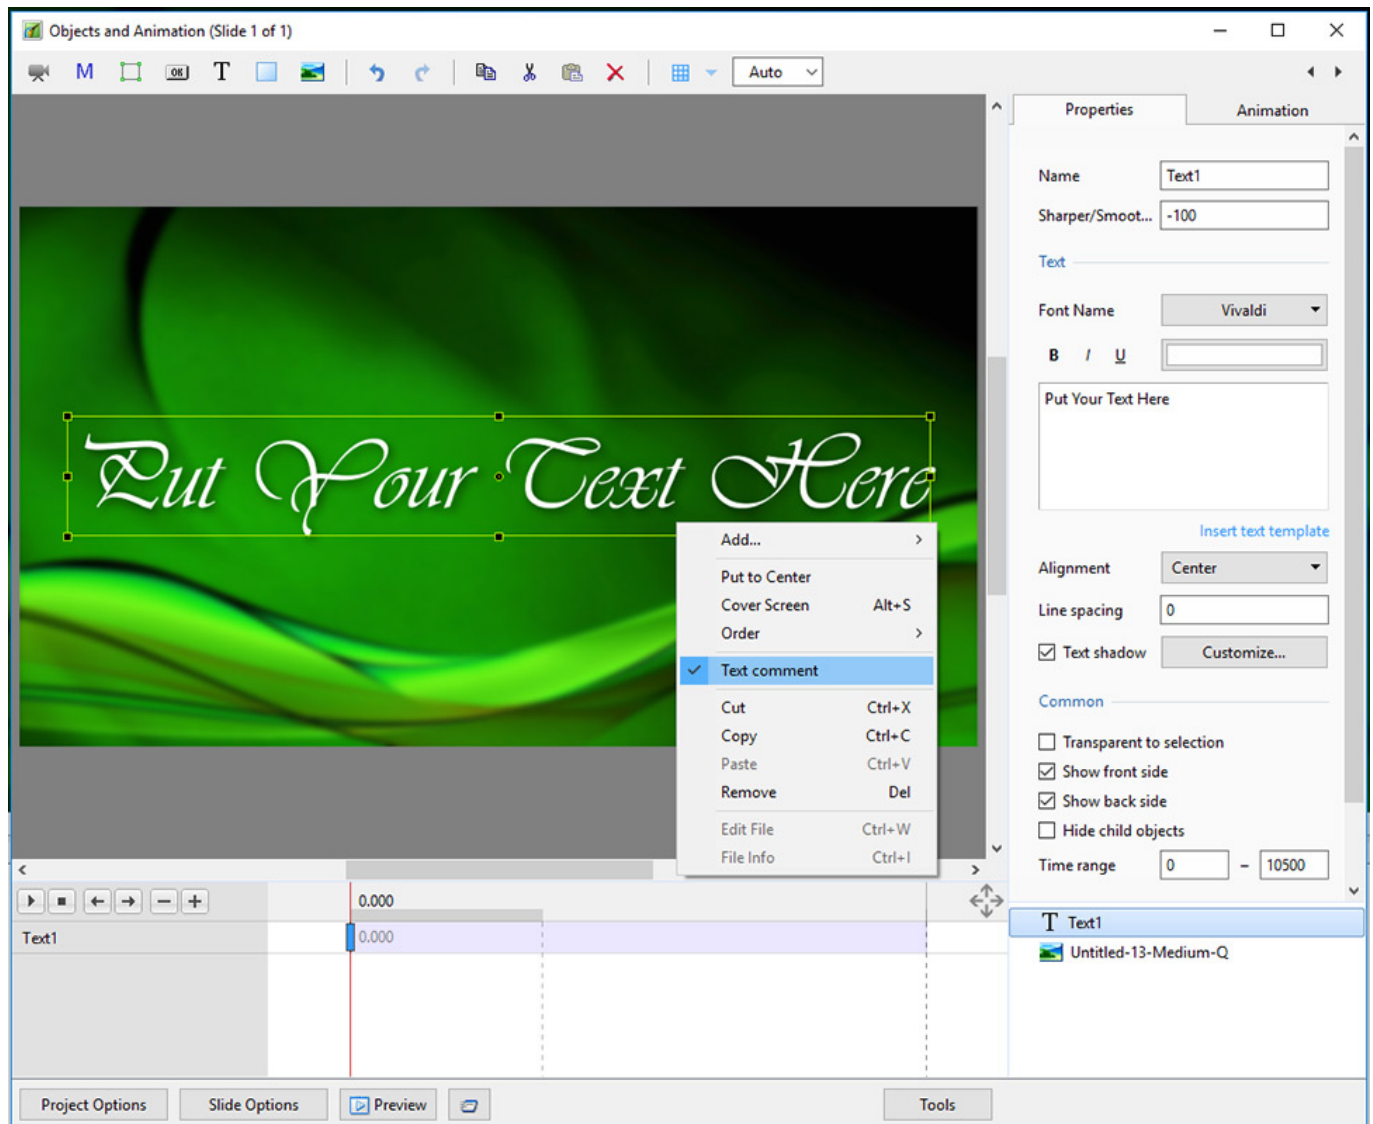 Objects and Animation (Slide 1 of 1)
M OK T Auto
Properties Animation
Name Text1
Sharper/Smoot... -100
Text
Font Name Vivaldi
B I U
Put Your Text Here
Insert text template
Alignment Center
Line spacing 0
Text shadow Customize...
Common
Transparent to selection
Show front side
Show back side
Hide child objects
Time range 0 – 10500
Put Your Text Here
Add...
Put to Center
Cover Screen Alt+S
Order
Text comment
Cut Ctrl+X
Copy Ctrl+C
Paste Ctrl+V
Remove Del
Edit File Ctrl+W
File Info Ctrl+I
0.000
Text1 0.000
T Text1
Untitled-13-Medium-Q
Project Options Slide Options Preview Tools